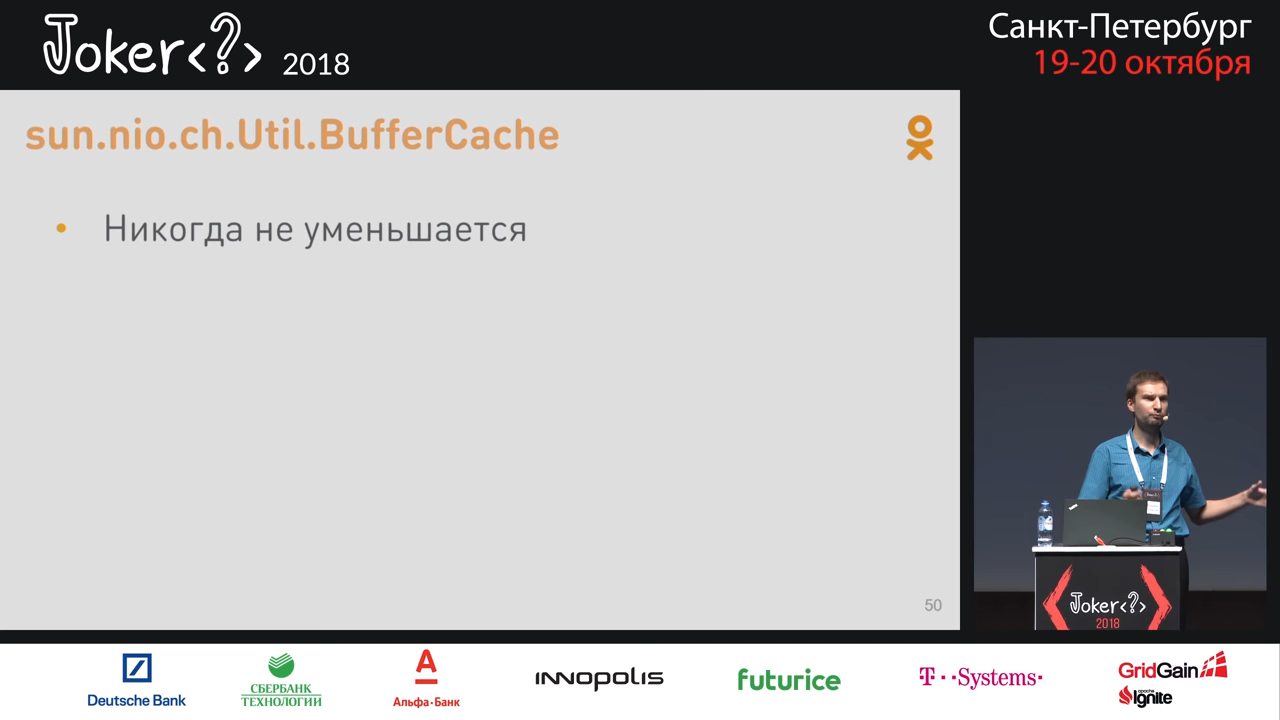 Joker<?> 2018
Санкт-Петербург
19-20 октября
sun.nio.ch.Util.BufferCache
• Никогда не уменьшается
50
Joker<?>
2018
Deutsche Bank
СБЕРБАНК
ТЕХНОЛОГИИ
Альфа·Банк
INNOPOLIS
futurice
T··Systems·
GridGain
apache
Ignite